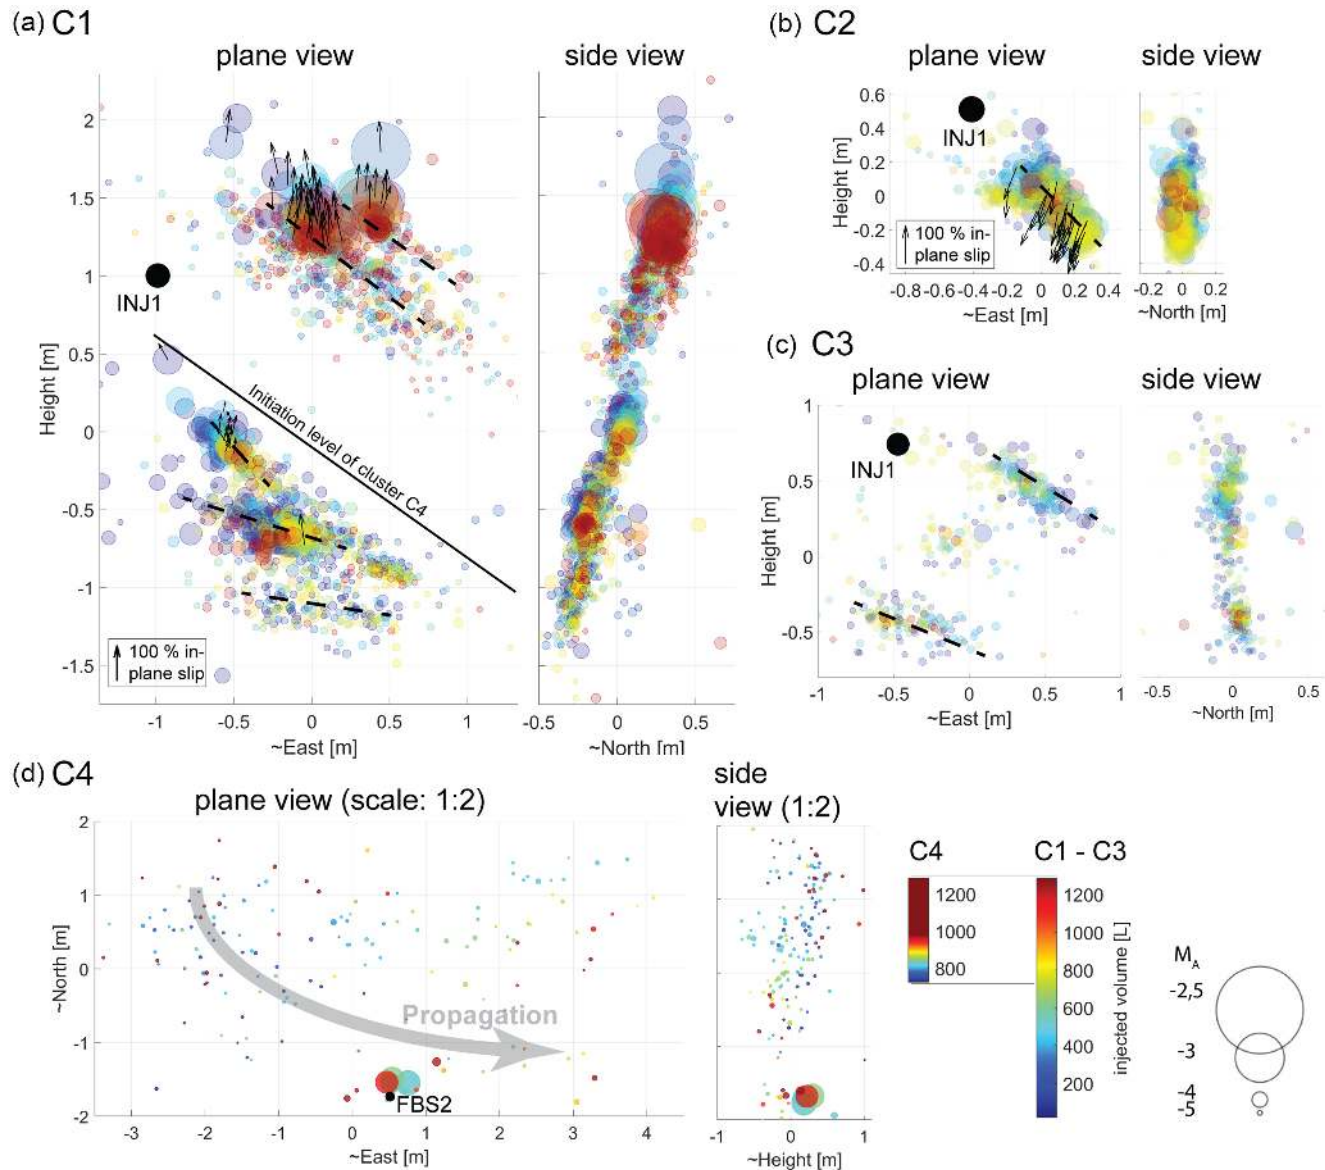 (a) C1
plane view
side view
2
1.5
1
0.5
0
-0.5
-1
-1.5
Height [m]
INJ1
Initiation level of cluster C4
100 % in-
plane slip
-1
-0.5
0
0.5
1
~East [m]
-0.5
0
0.5
~North [m]
(b) C2
plane view
side view
0.6
0.4
0.2
0
-0.2
-0.4
Height [m]
INJ1
100 % in-
plane slip
-0.8
-0.6
-0.4
-0.2
0
0.2
0.4
~East [m]
-0.2
0
0.2
~North [m]
(c) C3
plane view
side view
1
0.5
0
-0.5
Height [m]
INJ1
-1
-0.5
0
0.5
1
~East [m]
-0.5
0
0.5
~North [m]
(d) C4
plane view (scale: 1:2)
2
1
0
-1
-2
~North [m]
Propagation
FBS2
-3
-2
-1
0
1
2
3
4
~East [m]
side
view (1:2)
-1
0
1
~Height [m]
C4
1200
1000
800
C1 - C3
1200
1000
800
600
400
200
injected volume [L]
MA
-2,5
-3
-4
-5